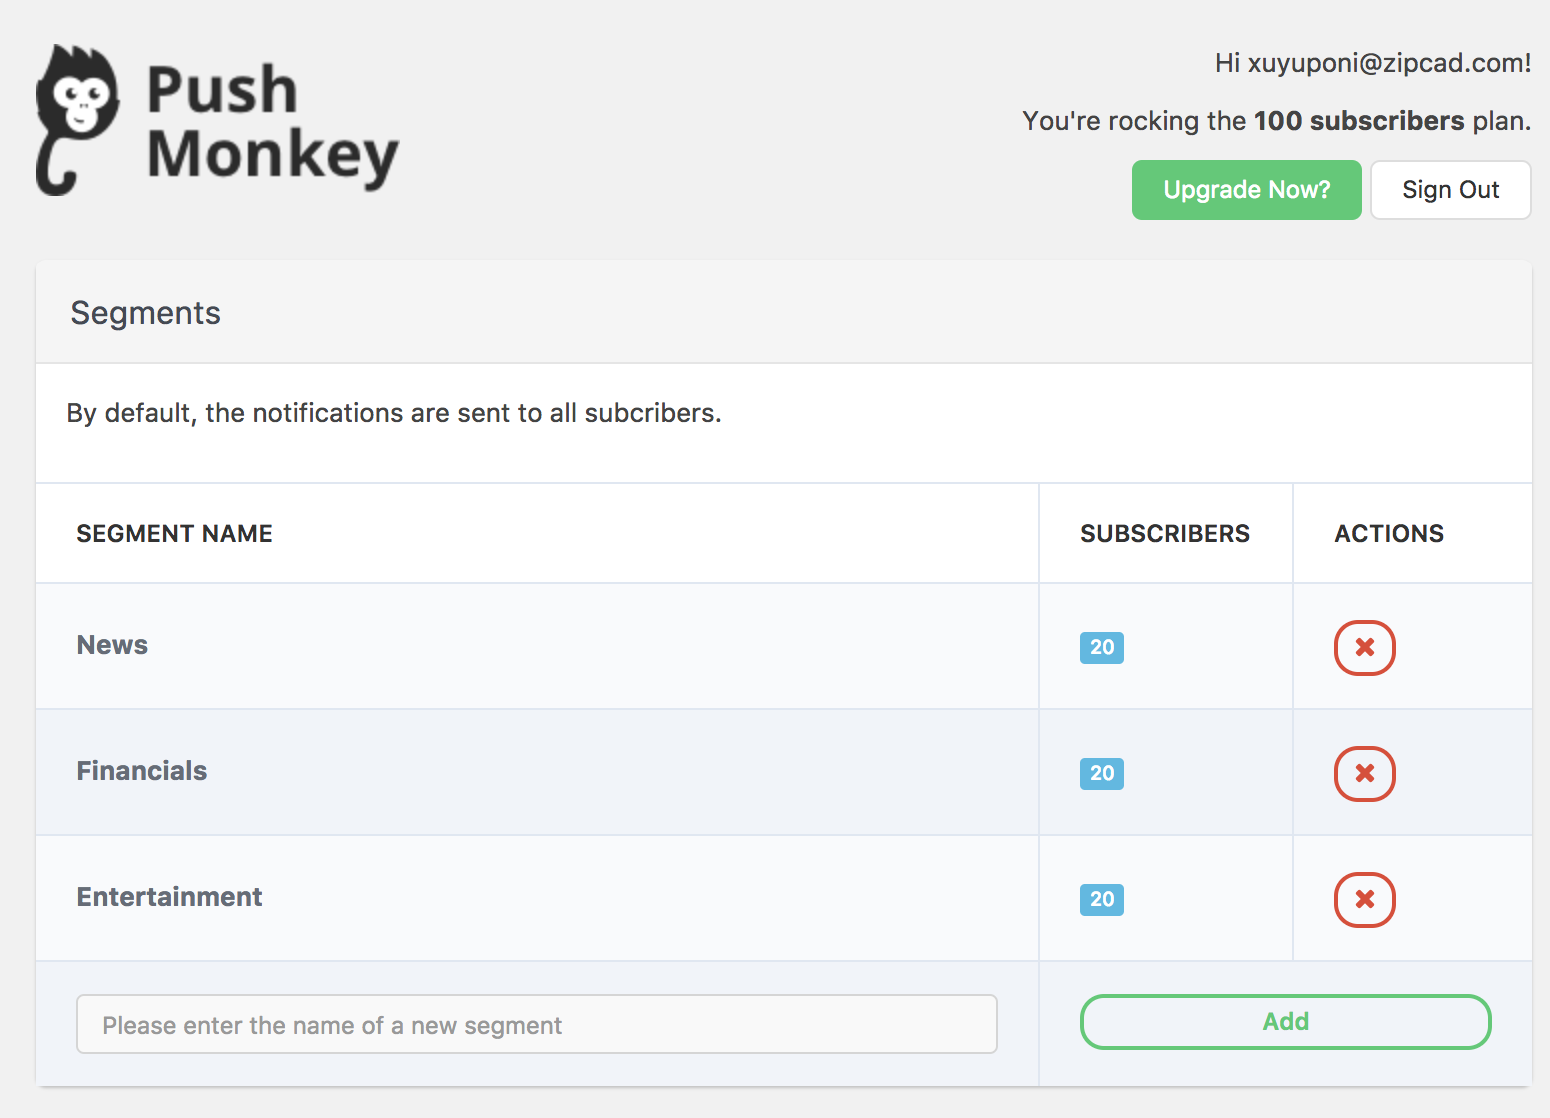 Push
Monkey
Hi xuyuponi@zipcad.com!
You're rocking the 100 subscribers plan.
Upgrade Now? Sign Out
Segments
By default, the notifications are sent to all subcribers.
SEGMENT NAME SUBSCRIBERS ACTIONS
News 20
Financials 20
Entertainment 20
Please enter the name of a new segment Add